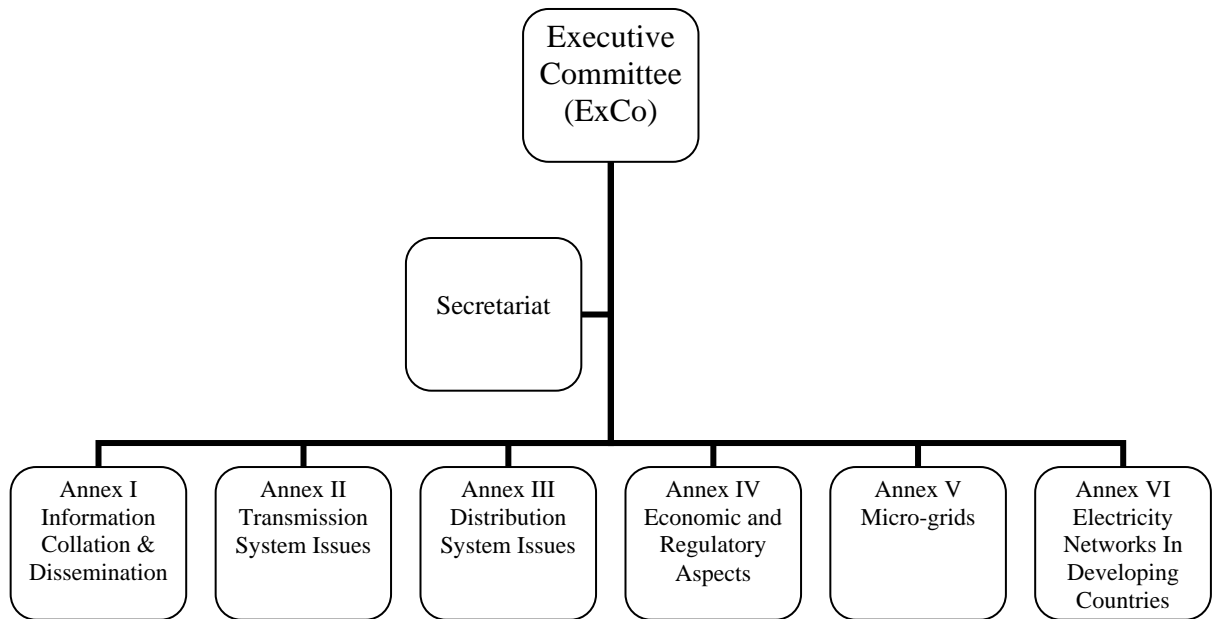 Executive
Committee
(ExCo)
Secretariat
Annex I
Information
Collation &
Dissemination
Annex II
Transmission
System Issues
Annex III
Distribution
System Issues
Annex IV
Economic and
Regulatory
Aspects
Annex V
Micro-grids
Annex VI
Electricity
Networks In
Developing
Countries